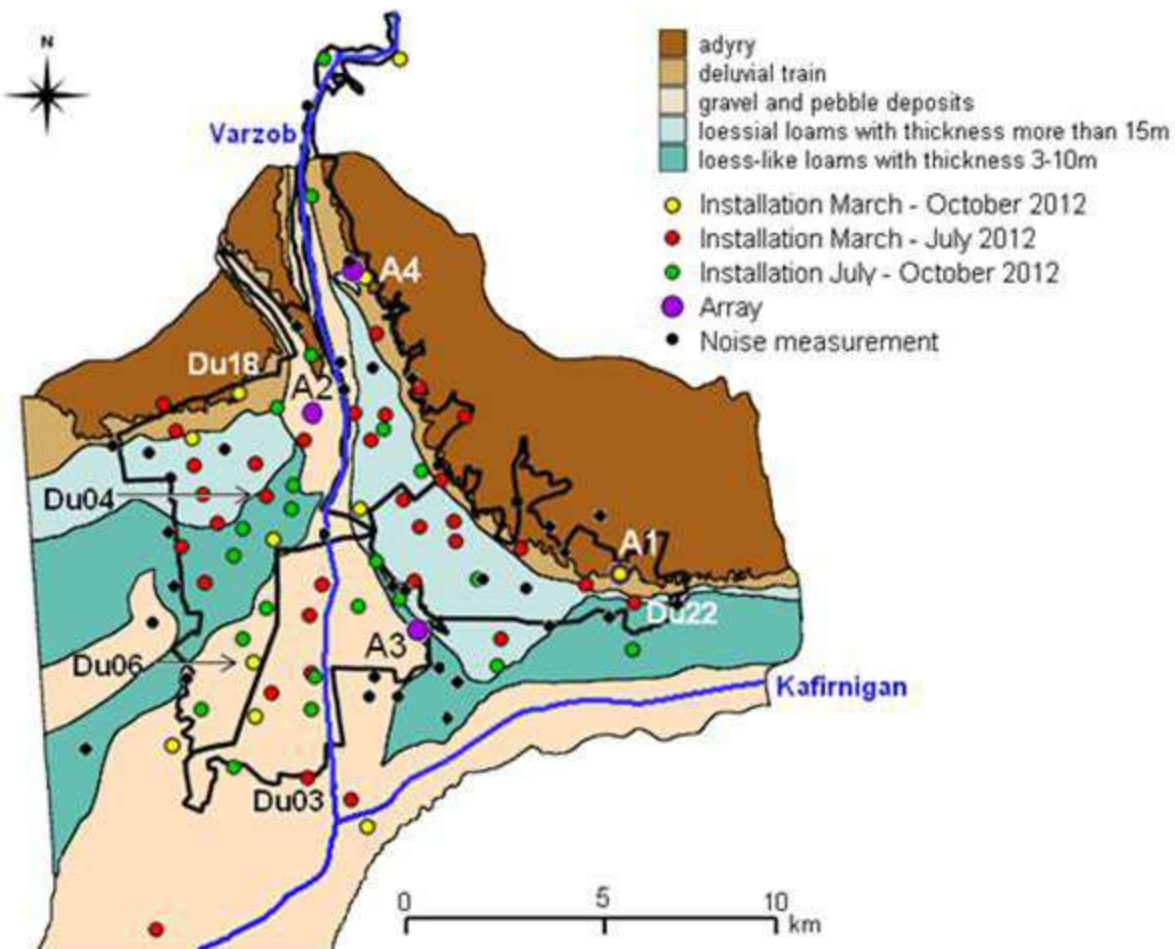 N
adyry
deluvial train
gravel and pebble deposits
loessial loams with thickness more than 15m
loess-like loams with thickness 3-10m
Installation March - October 2012
Installation March - July 2012
Installation July - October 2012
Array
Noise measurement
Varzob
A4
Du18
A2
Du04
A1
Du22
A3
Du06
Kafirnigan
Du03
0 5 10
km